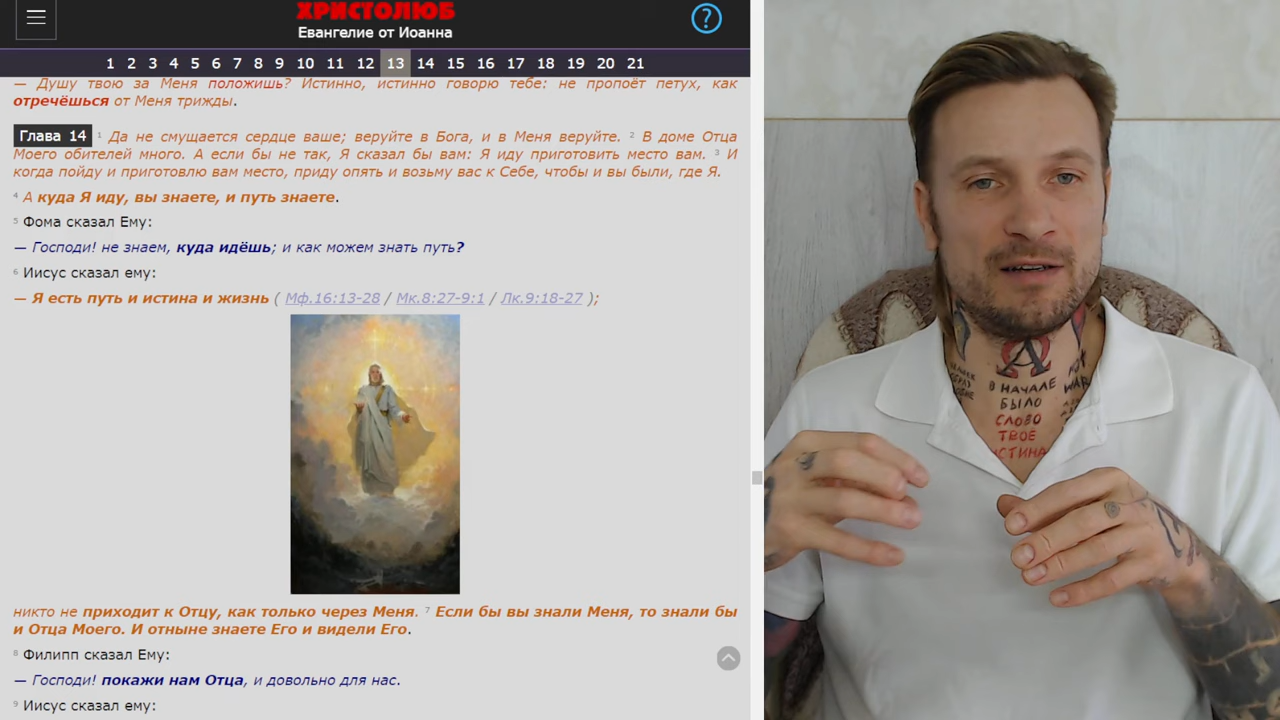 ХРИСТОЛЮБ
?
Евангелие от Иоанна
1 2 3 4 5 6 7 8 9 10 11 12 13 14 15 16 17 18 19 20 21
— Душу твою за Меня положишь? Истинно, истинно говорю тебе: не пропоёт петух, как
отречёшься от Меня трижды.
Глава 14 1 Да не смущается сердце ваше; веруйте в Бога, и в Меня веруйте. 2 В доме Отца
Моего обителей много. А если бы не так, Я сказал бы вам: Я иду приготовить место вам. 3 И
когда пойду и приготовлю вам место, приду опять и возьму вас к Себе, чтобы и вы были, где Я.
4 А куда Я иду, вы знаете, и путь знаете.
5 Фома сказал Ему:
— Господи! не знаем, куда идёшь; и как можем знать путь?
6 Иисус сказал ему:
— Я есть путь и истина и жизнь ( Мф.16:13-28 / Мк.8:27-9:1 / Лк.9:18-27 );
никто не приходит к Отцу, как только через Меня. 7 Если бы вы знали Меня, то знали бы
и Отца Моего. И отныне знаете Его и видели Его.
8 Филипп сказал Ему:
— Господи! покажи нам Отца, и довольно для нас.
9 Иисус сказал ему:
В НАЧАЛЕ
БЫЛО
СЛОВО
ТВОЕ
ИСТИНА
WAR